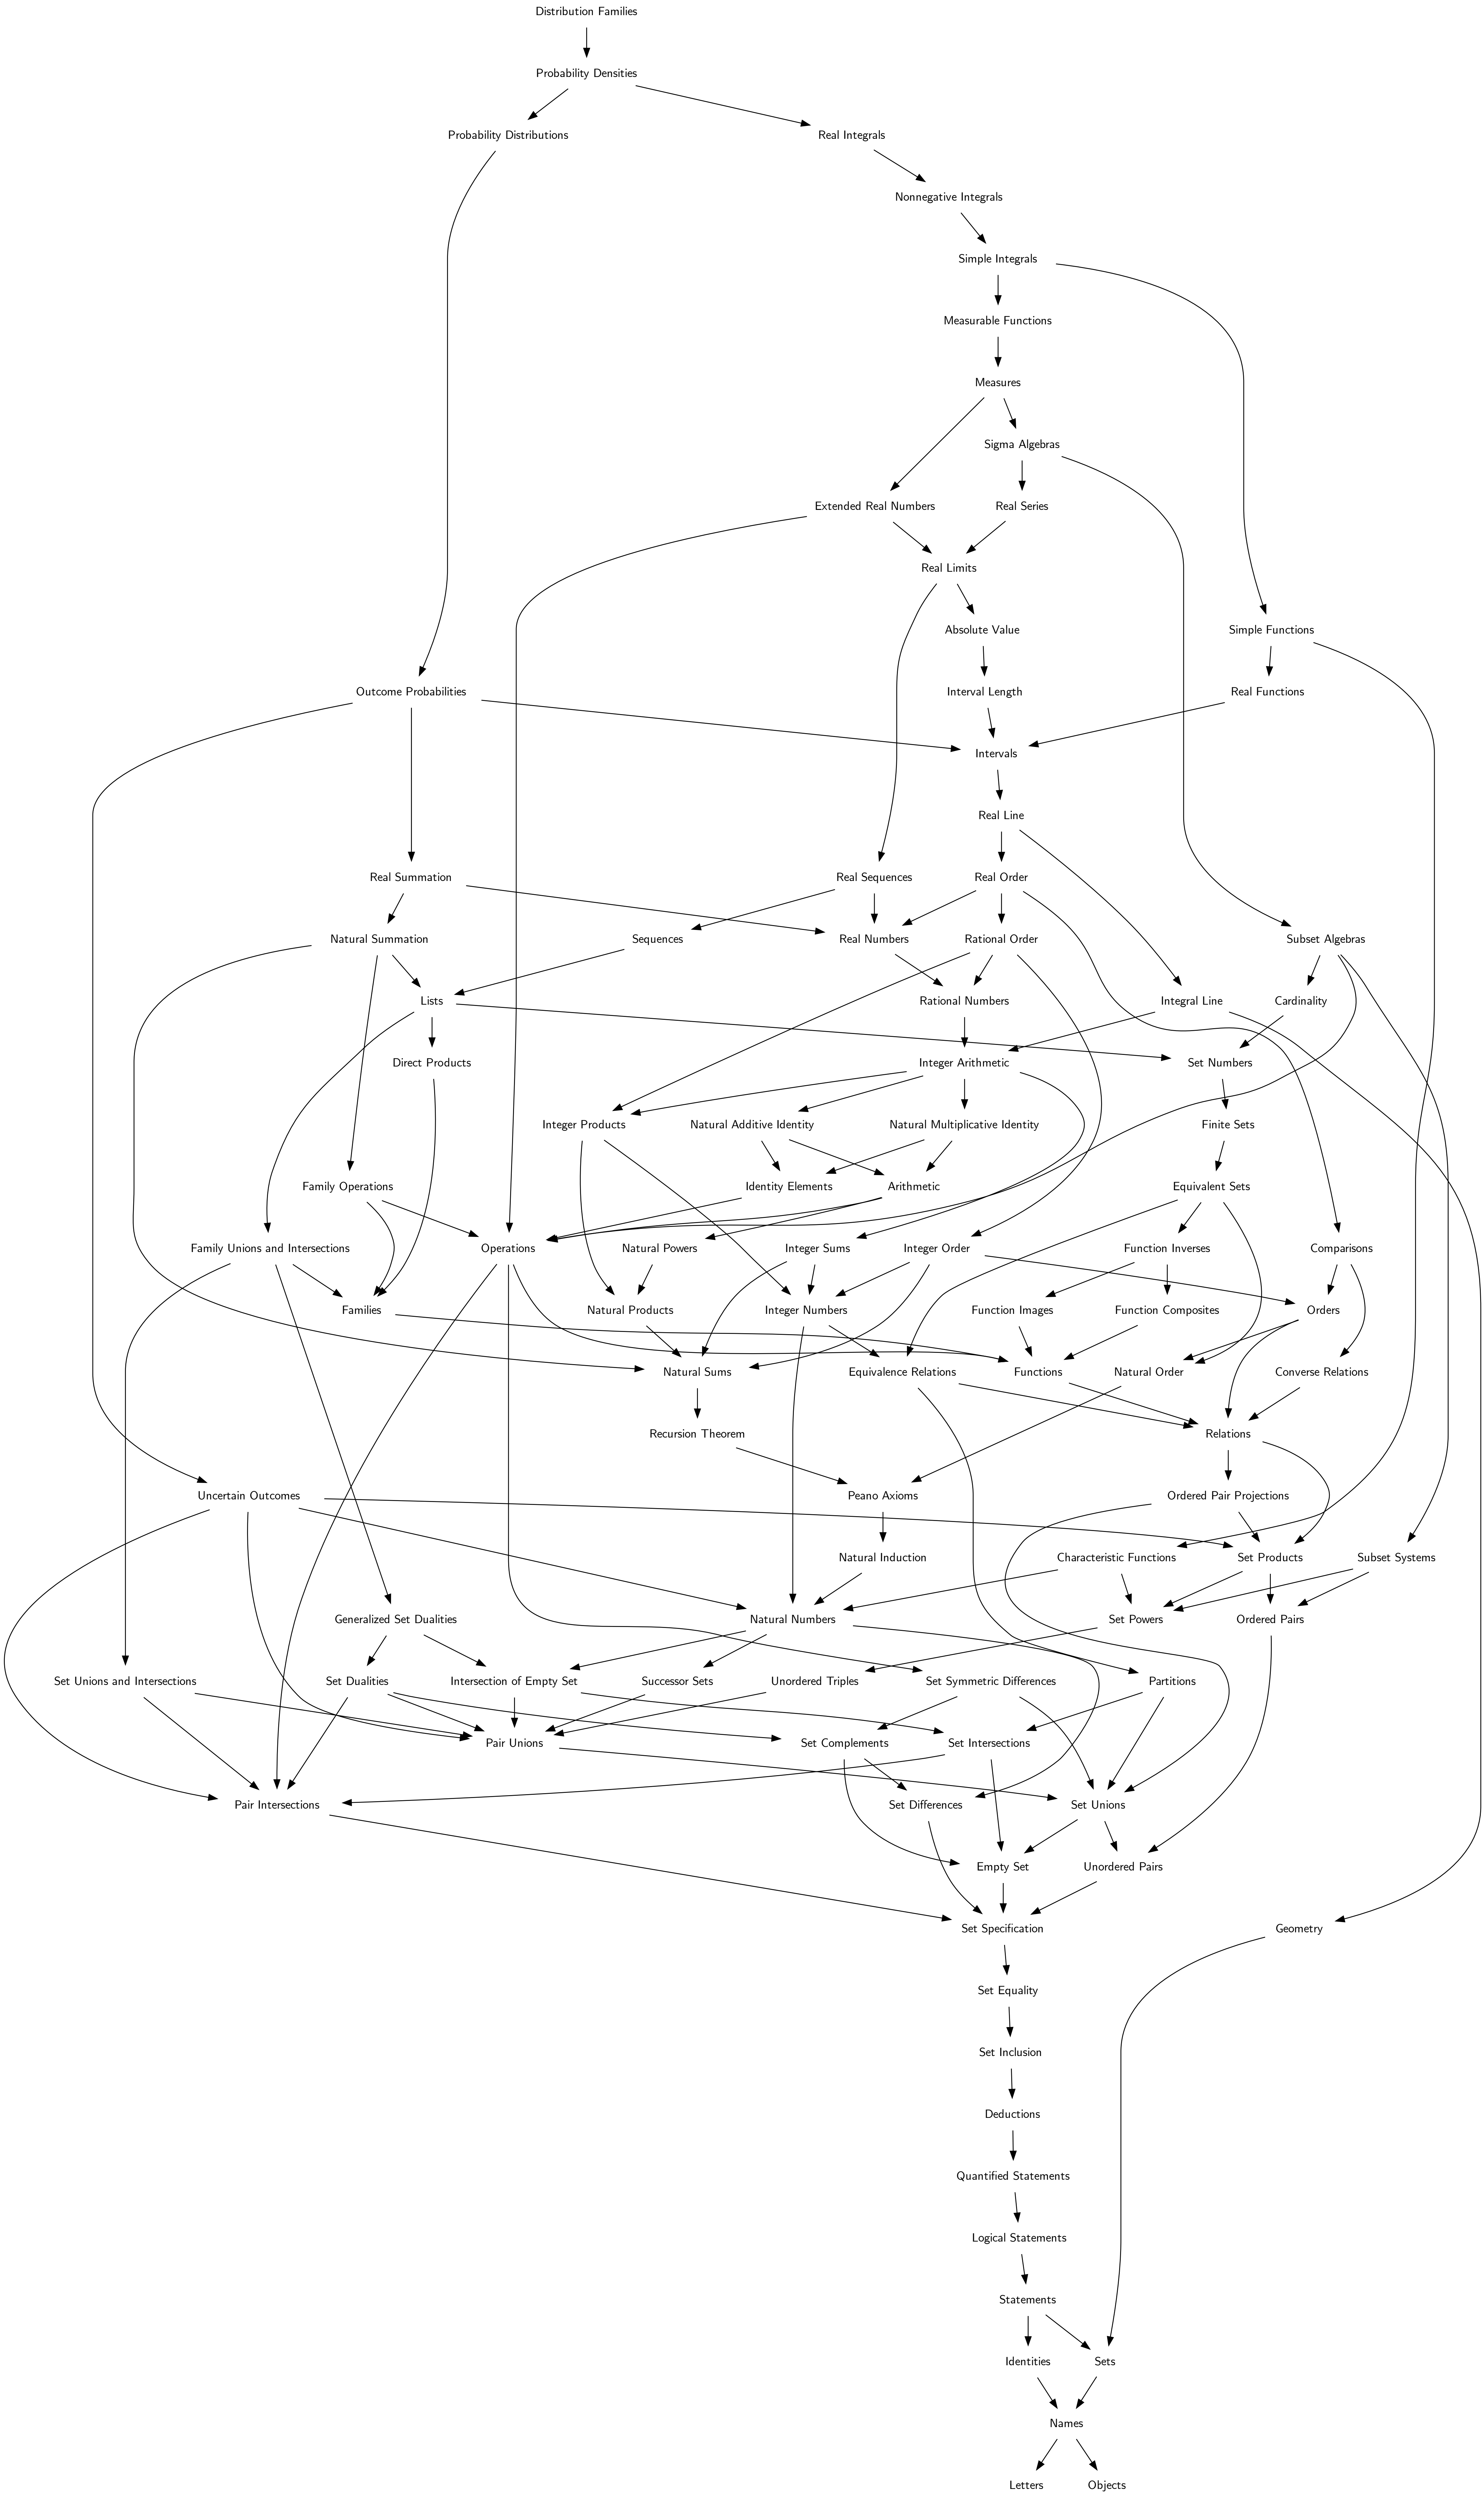 Distribution Families
Probability Densities
Probability Distributions
Real Integrals
Nonnegative Integrals
Simple Integrals
Measurable Functions
Measures
Sigma Algebras
Extended Real Numbers
Real Series
Real Limits
Absolute Value
Simple Functions
Outcome Probabilities
Interval Length
Real Functions
Intervals
Real Line
Real Summation
Real Sequences
Real Order
Natural Summation
Sequences
Real Numbers
Rational Order
Subset Algebras
Lists
Rational Numbers
Integral Line
Cardinality
Direct Products
Integer Arithmetic
Set Numbers
Integer Products
Natural Additive Identity
Natural Multiplicative Identity
Finite Sets
Family Operations
Identity Elements
Arithmetic
Equivalent Sets
Family Unions and Intersections
Operations
Natural Powers
Integer Sums
Integer Order
Function Inverses
Comparisons
Families
Natural Products
Integer Numbers
Function Images
Function Composites
Orders
Natural Sums
Equivalence Relations
Functions
Natural Order
Converse Relations
Recursion Theorem
Relations
Uncertain Outcomes
Peano Axioms
Ordered Pair Projections
Natural Induction
Characteristic Functions
Set Products
Subset Systems
Generalized Set Dualities
Natural Numbers
Set Powers
Ordered Pairs
Set Unions and Intersections
Set Dualities
Intersection of Empty Set
Successor Sets
Unordered Triples
Set Symmetric Differences
Partitions
Pair Unions
Set Complements
Set Intersections
Pair Intersections
Set Differences
Set Unions
Empty Set
Unordered Pairs
Set Specification
Geometry
Set Equality
Set Inclusion
Deductions
Quantified Statements
Logical Statements
Statements
Identities
Sets
Names
Letters
Objects